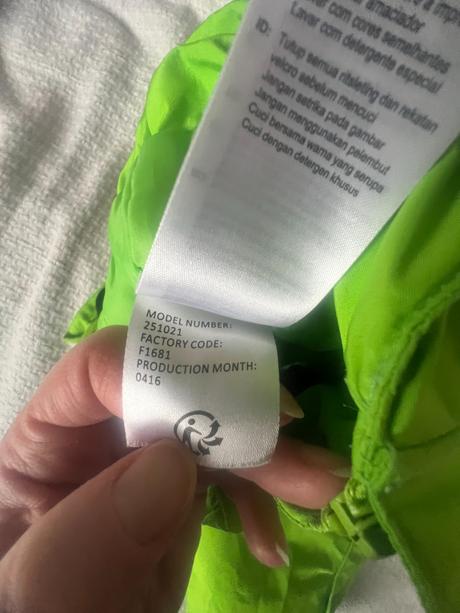 amaciador
Lavar com cores semelhantes
Lavar com detergente especial
ID: Tutup semua ritsleting dan rekatan
velcro sebelum mencuci
Jangan setrika pada gambar
Jangan menggunakan pelembut
Cuci bersama warna yang serupa
Cuci dengan detergen khusus
MODEL NUMBER:
251021
FACTORY CODE:
F1681
PRODUCTION MONTH:
0416